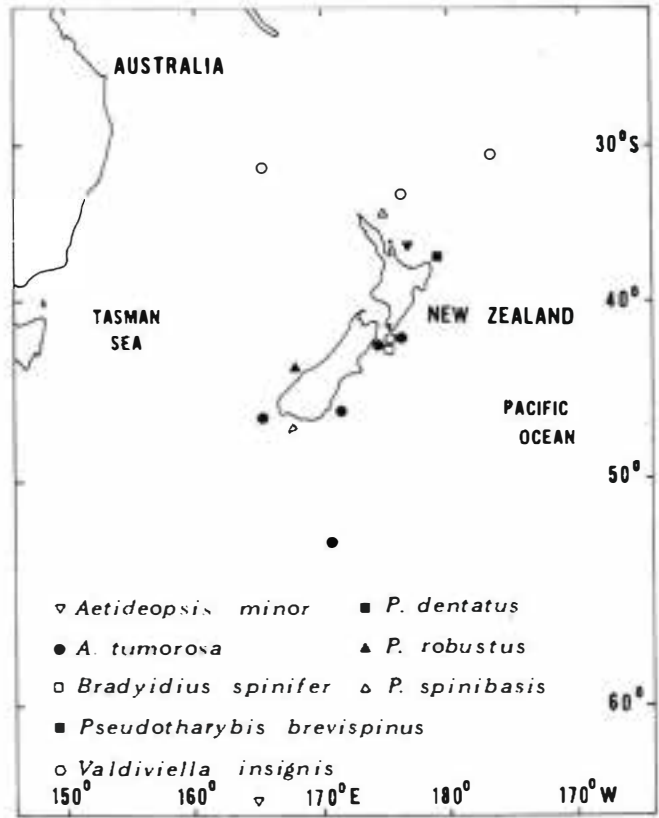 AUSTRALIA
30°S
TASMAN
SEA
40°
NEW ZEALAND
PACIFIC
OCEAN
50°
Aetideopsis minor
P. dentatus
A. tumorosa
P. robustus
Bradyidius spinifer
P. spinibasis
Pseudotharybis brevispinus
60°
Valdiviella insignis
150° 160° 170°E 180° 170°W